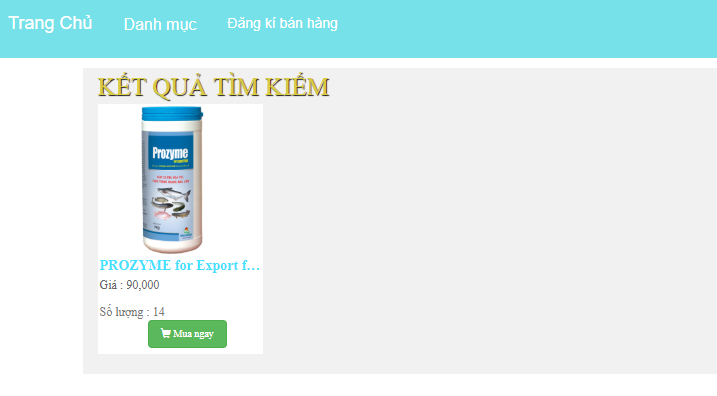 Trang Chủ
Danh mục
Đăng kí bán hàng
KẾT QUẢ TÌM KIẾM
Prozyme
PROZYME for Export f…
Giá : 90,000
Số lượng : 14
Mua ngay